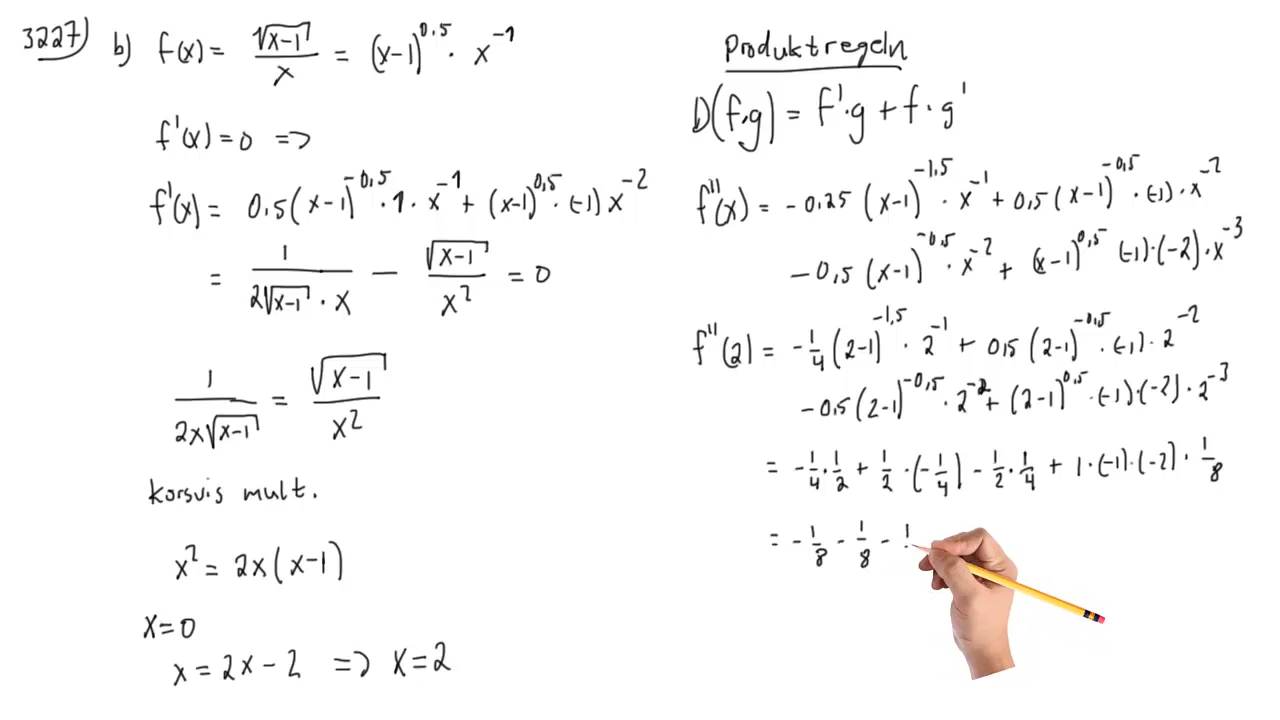 3227) b) f(x) = √(x-1) / x = (x-1)^0.5 · x^-1
f'(x) = 0 =>
f'(x) = 0.5(x-1)^-0.5 · 1 · x^-1 + (x-1)^0.5 · (-1) x^-2
= 1 / (2√(x-1) · x) - √(x-1) / x^2 = 0
1 / (2x√(x-1)) = √(x-1) / x^2
korsvis mult.
x^2 = 2x(x-1)
x=0
x = 2x - 2 => x = 2
Produktregeln
D(f·g) = f'·g + f·g'
f''(x) = -0.25 (x-1)^-1,5 · x^-1 + 0,5 (x-1)^-0,5 · (-1) · x^-2
-0,5 (x-1)^-0,5 · x^-2 + (x-1)^0,5 (-1)·(-2)·x^-3
f''(2) = -1/4 (2-1)^-1,5 · 2^-1 + 0,5 (2-1)^-0,5 · (-1) · 2^-2
-0,5 (2-1)^-0,5 · 2^-2 + (2-1)^0,5 · (-1)·(-2) · 2^-3
= -1/4 · 1/2 + 1/2 · (-1/4) - 1/2 · 1/4 + 1·(-1)·(-2) · 1/8
= -1/8 - 1/8 - 1